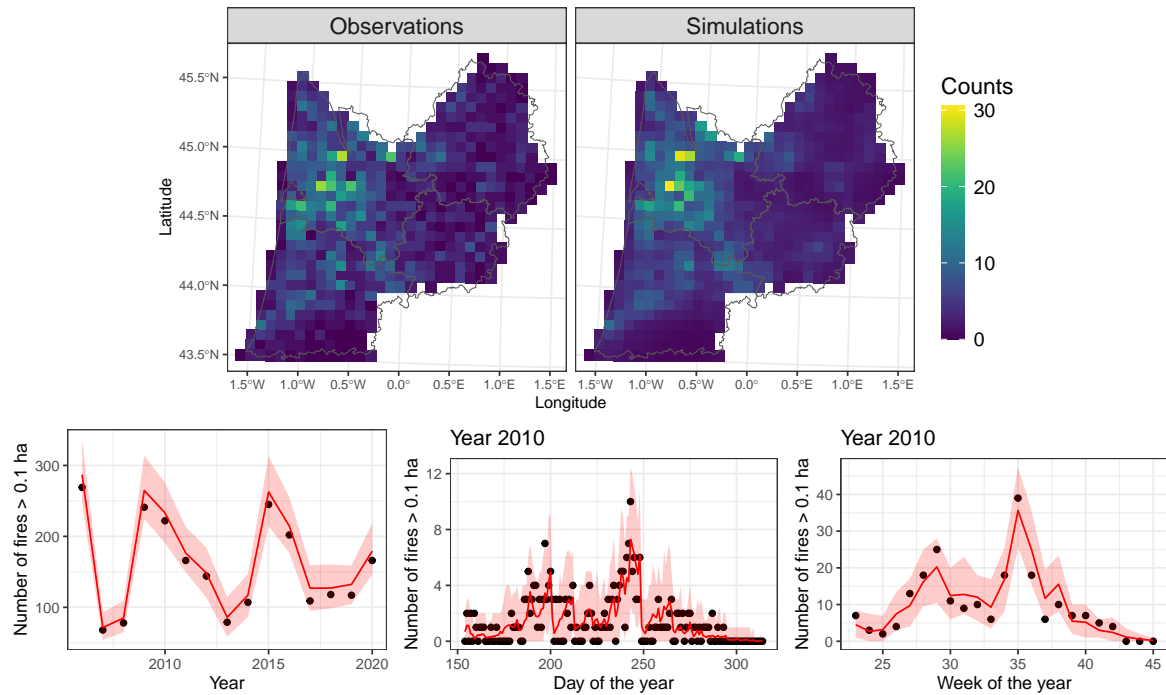 Observations Simulations
45.5°N
45.0°N
44.5°N
44.0°N
43.5°N
Latitude
1.5°W 1.0°W 0.5°W 0.0° 0.5°E 1.0°E 1.5°E 1.5°W 1.0°W 0.5°W 0.0° 0.5°E 1.0°E 1.5°E
Longitude
Counts
30
20
10
0
Number of fires > 0.1 ha
300
200
100
2010 2015 2020
Year
Year 2010
Number of fires > 0.1 ha
12
8
4
0
150 200 250 300
Day of the year
Year 2010
Number of fires > 0.1 ha
40
30
20
10
0
25 30 35 40 45
Week of the year